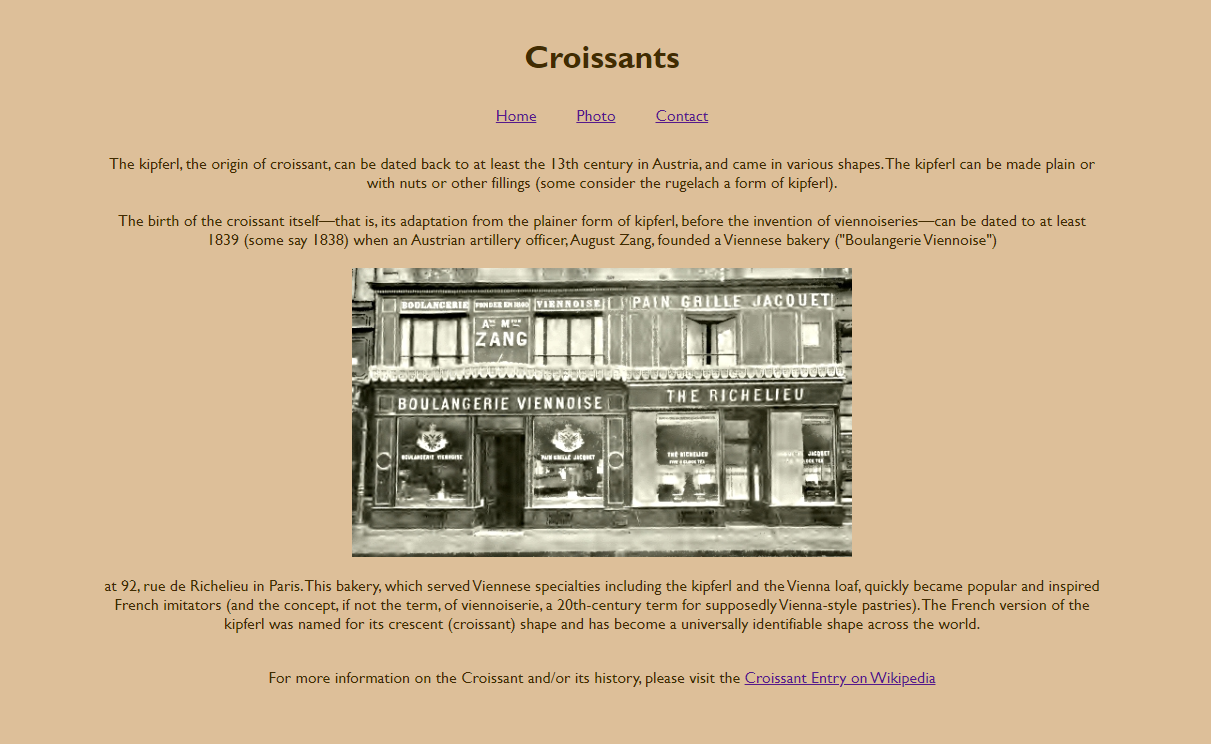 Croissants
Home Photo Contact
The kipferl, the origin of croissant, can be dated back to at least the 13th century in Austria, and came in various shapes. The kipferl can be made plain or
with nuts or other fillings (some consider the rugelach a form of kipferl).
The birth of the croissant itself—that is, its adaptation from the plainer form of kipferl, before the invention of viennoiseries—can be dated to at least
1839 (some say 1838) when an Austrian artillery officer, August Zang, founded a Viennese bakery ("Boulangerie Viennoise")
BOULANGERIE VIENNOISE PAIN GRILLE JACQUET
ZANG
BOULANGERIE VIENNOISE THE RICHELIEU
BOULANGERIE VIENNOISE PAIN GRILLE JACQUET THE RICHELIEU JACQUET
at 92, rue de Richelieu in Paris. This bakery, which served Viennese specialties including the kipferl and the Vienna loaf, quickly became popular and inspired
French imitators (and the concept, if not the term, of viennoiserie, a 20th-century term for supposedly Vienna-style pastries). The French version of the
kipferl was named for its crescent (croissant) shape and has become a universally identifiable shape across the world.
For more information on the Croissant and/or its history, please visit the Croissant Entry on Wikipedia